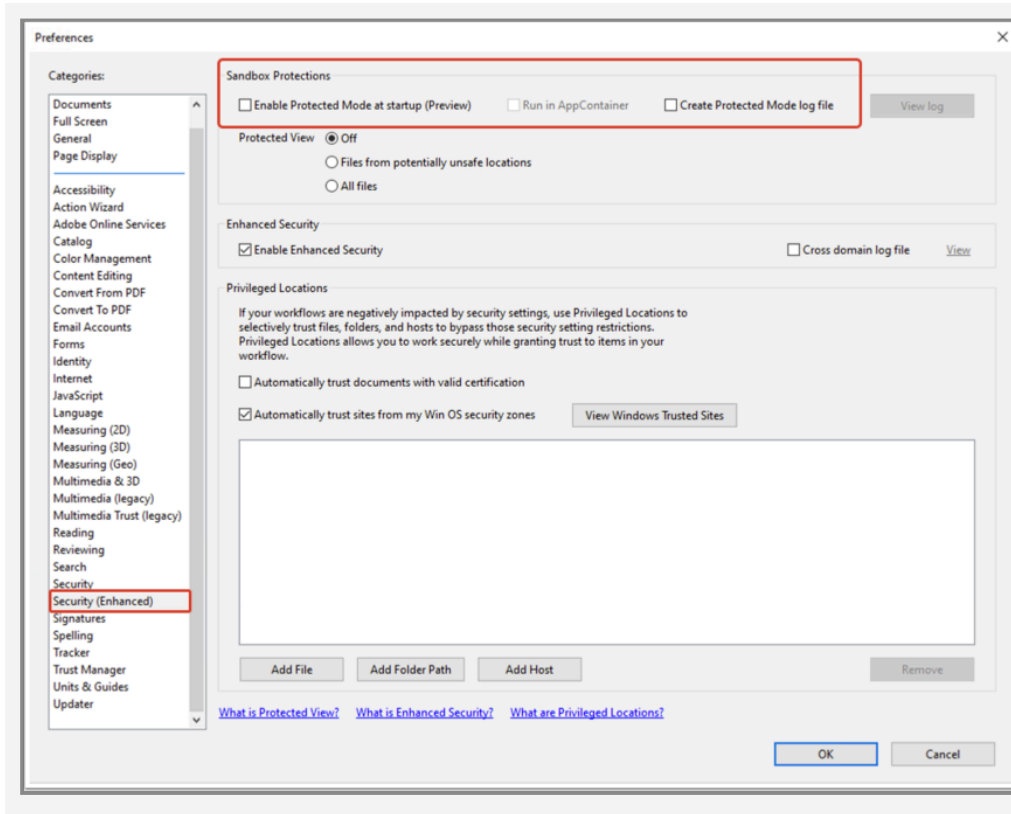 Preferences
Categories:
Documents
Full Screen
General
Page Display
Accessibility
Action Wizard
Adobe Online Services
Catalog
Color Management
Content Editing
Convert From PDF
Convert To PDF
Email Accounts
Forms
Identity
Internet
JavaScript
Language
Measuring (2D)
Measuring (3D)
Measuring (Geo)
Multimedia & 3D
Multimedia (legacy)
Multimedia Trust (legacy)
Reading
Reviewing
Search
Security
Security (Enhanced)
Signatures
Spelling
Tracker
Trust Manager
Units & Guides
Updater
Sandbox Protections
Enable Protected Mode at startup (Preview) Run in AppContainer Create Protected Mode log file View log
Protected View Off
Files from potentially unsafe locations
All files
Enhanced Security
Enable Enhanced Security Cross domain log file View
Privileged Locations
If your workflows are negatively impacted by security settings, use Privileged Locations to
selectively trust files, folders, and hosts to bypass those security setting restrictions.
Privileged Locations allows you to work securely while granting trust to items in your
workflow.
Automatically trust documents with valid certification
Automatically trust sites from my Win OS security zones View Windows Trusted Sites
Add File Add Folder Path Add Host Remove
What is Protected View? What is Enhanced Security? What are Privileged Locations?
OK Cancel